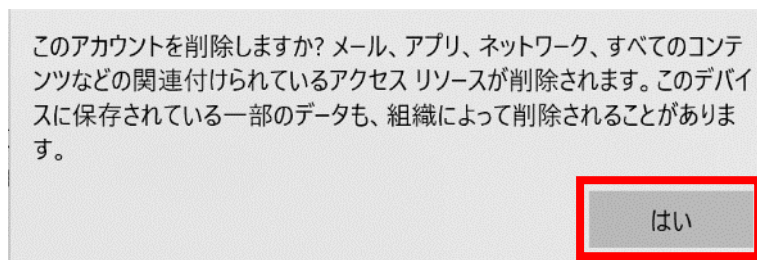 このアカウントを削除しますか? メール、アプリ、ネットワーク、すべてのコンテ
ンツなどの関連付けられているアクセス リソースが削除されます。このデバイ
スに保存されている一部のデータも、組織によって削除されることがありま
す。
はい